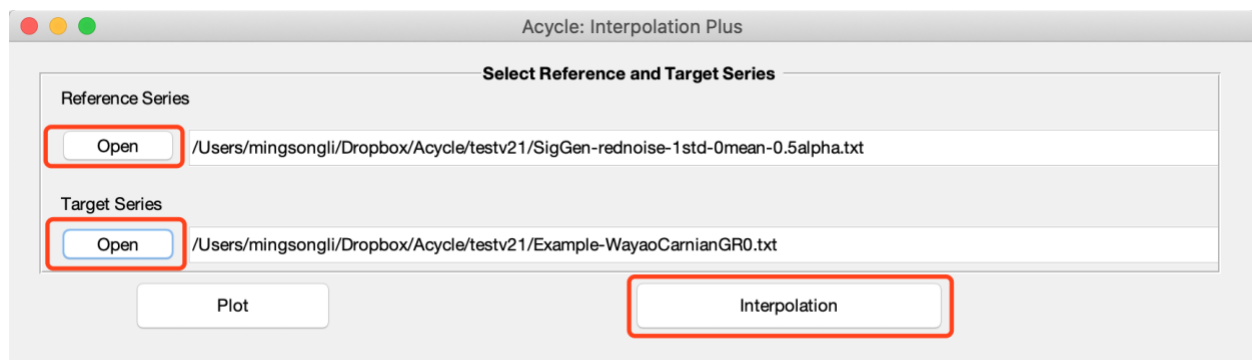 Acycle: Interpolation Plus
Select Reference and Target Series
Reference Series
Open /Users/mingsongli/Dropbox/Acycle/testv21/SigGen-rednoise-1std-0mean-0.5alpha.txt
Target Series
Open /Users/mingsongli/Dropbox/Acycle/testv21/Example-WayaoCarnianGR0.txt
Plot Interpolation